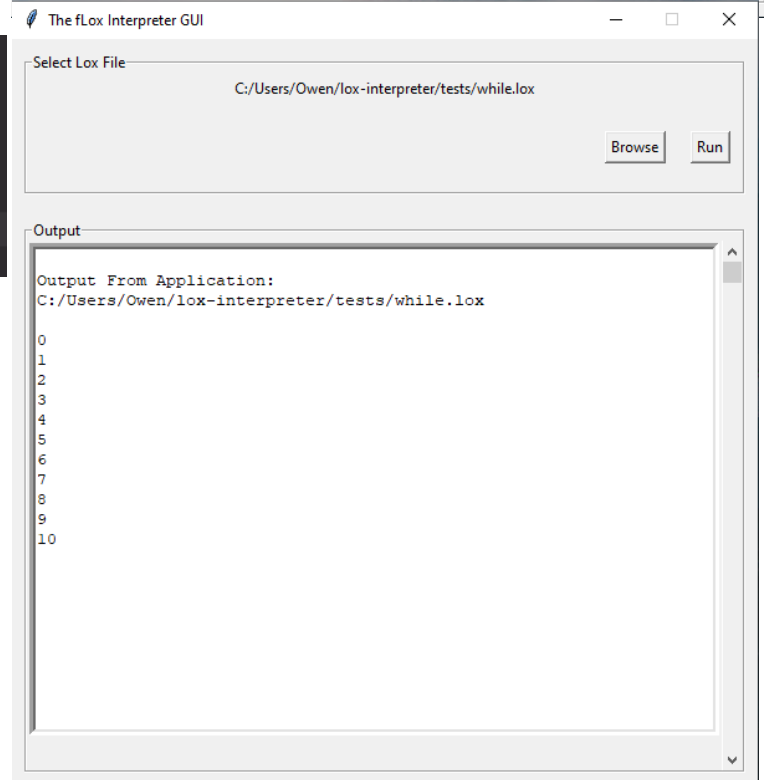 The fLox Interpreter GUI
Select Lox File
C:/Users/Owen/lox-interpreter/tests/while.lox
Browse Run
Output
Output From Application:
C:/Users/Owen/lox-interpreter/tests/while.lox
0
1
2
3
4
5
6
7
8
9
10